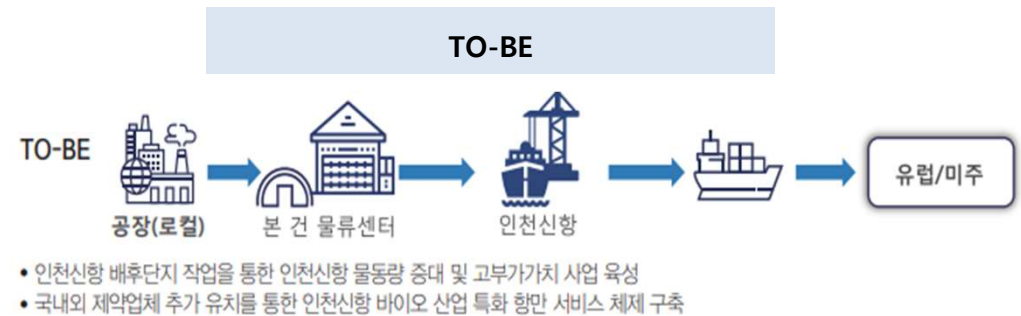 TO-BE
TO-BE
공장(로컬)
본 건 물류센터
인천신항
유럽/미주
• 인천신항 배후단지 작업을 통한 인천신항 물동량 증대 및 고부가가치 사업 육성
• 국내외 제약업체 추가 유치를 통한 인천신항 바이오 산업 특화 항만 서비스 체제 구축